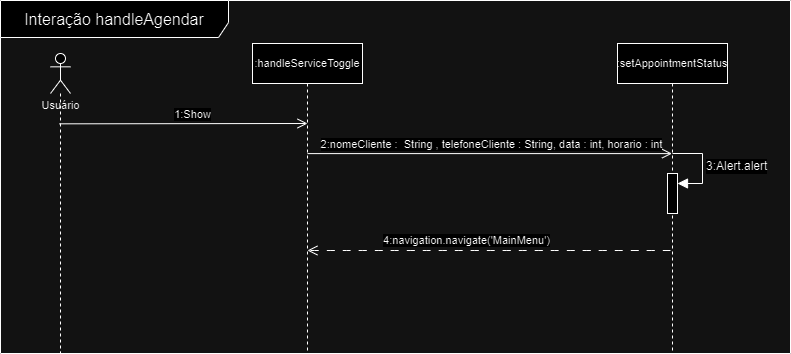 Interação handleAgendar
:handleServiceToggle
:setAppointmentStatus
Usuário
1:Show
2:nomeCliente : String , telefoneCliente : String, data : int, horario : int
3:Alert.alert
4:navigation.navigate('MainMenu')